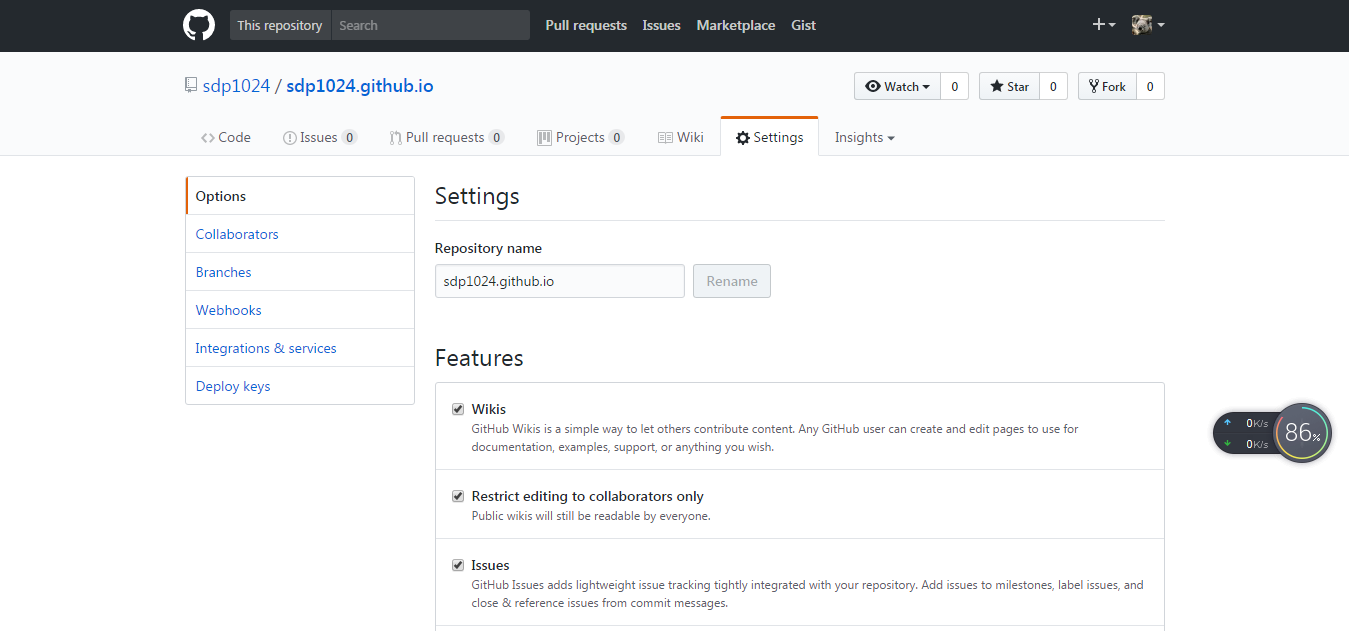 This repository Search Pull requests Issues Marketplace Gist
sdp1024 / sdp1024.github.io Watch 0 Star 0 Fork 0
Code Issues 0 Pull requests 0 Projects 0 Wiki Settings Insights
Options
Collaborators
Branches
Webhooks
Integrations & services
Deploy keys
Settings
Repository name
sdp1024.github.io Rename
Features
Wikis
GitHub Wikis is a simple way to let others contribute content. Any GitHub user can create and edit pages to use for
documentation, examples, support, or anything you wish.
Restrict editing to collaborators only
Public wikis will still be readable by everyone.
Issues
GitHub Issues adds lightweight issue tracking tightly integrated with your repository. Add issues to milestones, label issues, and
close & reference issues from commit messages.
0K/s
0K/s
86%